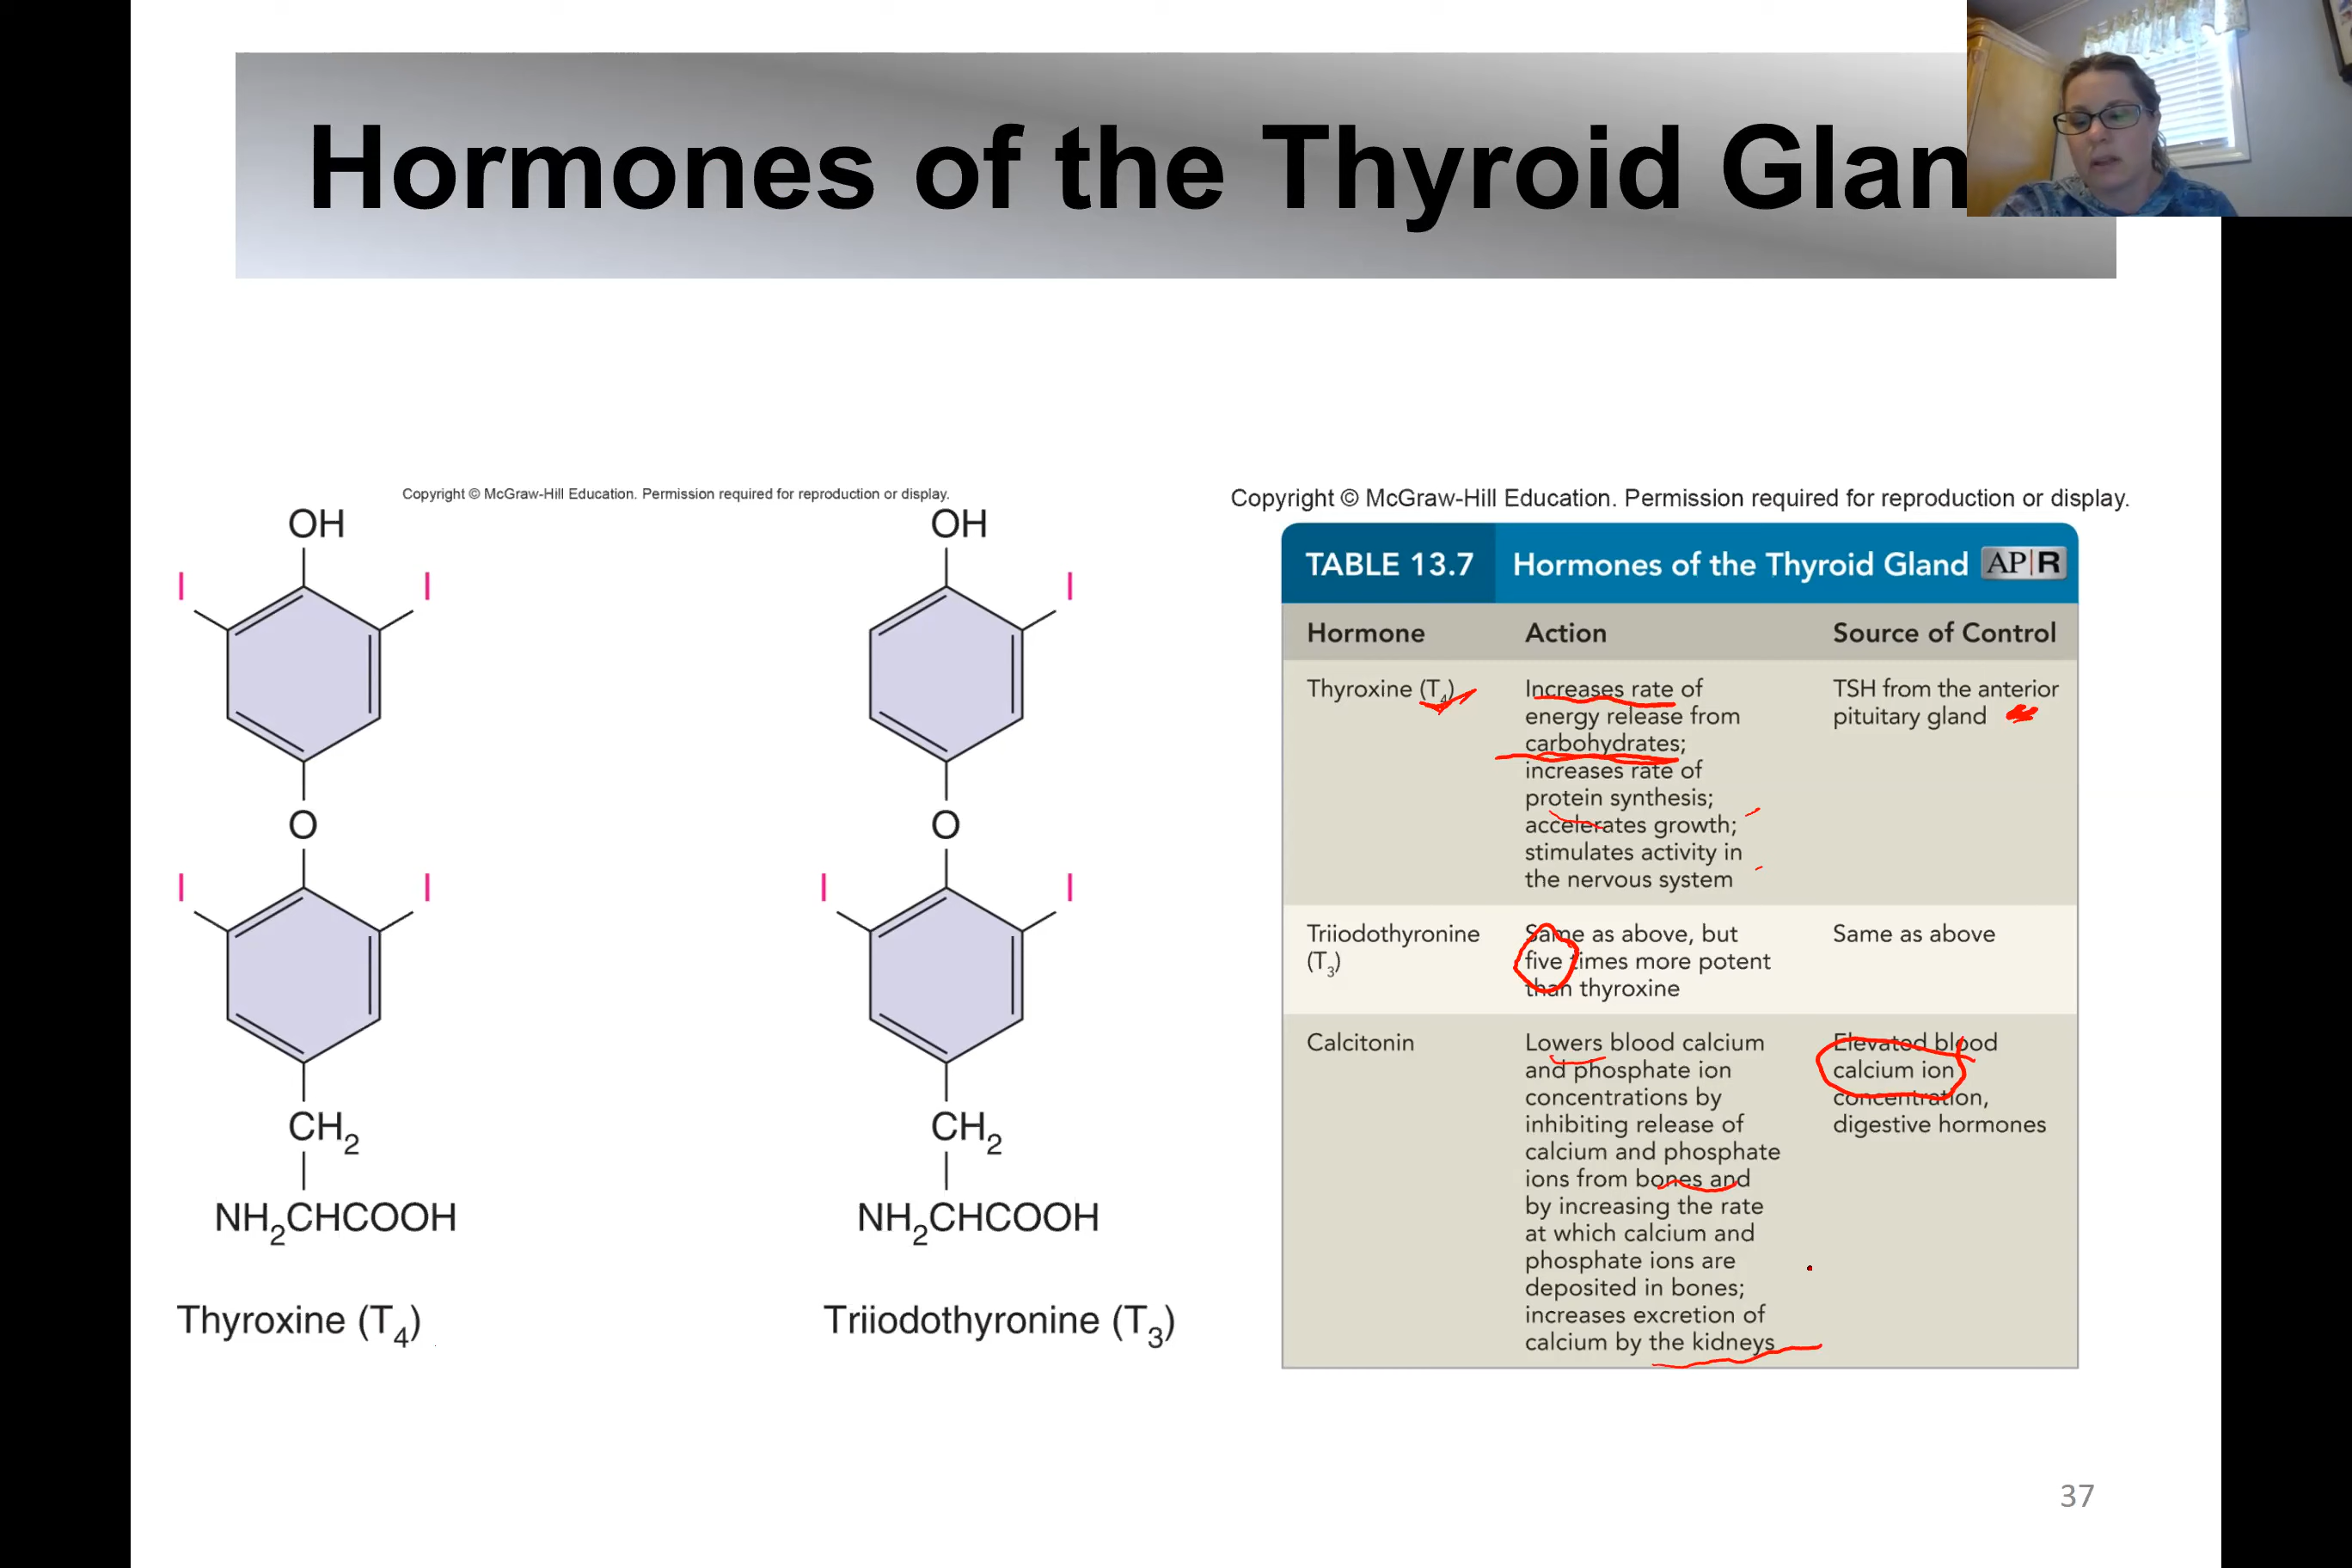 Hormones of the Thyroid Glan
Copyright © McGraw-Hill Education. Permission required for reproduction or display.
OH
I I
O
I I
CH2
NH2CHCOOH
Thyroxine (T4)
OH
I
O
I I
CH2
NH2CHCOOH
Triiodothyronine (T3)
Copyright © McGraw-Hill Education. Permission required for reproduction or display.
TABLE 13.7 Hormones of the Thyroid Gland AP|R
Hormone Action Source of Control
Thyroxine (T4)
Increases rate of
energy release from
carbohydrates;
increases rate of
protein synthesis;
accelerates growth;
stimulates activity in
the nervous system
TSH from the anterior
pituitary gland
Triiodothyronine
(T3)
Same as above, but
five times more potent
than thyroxine
Same as above
Calcitonin
Lowers blood calcium
and phosphate ion
concentrations by
inhibiting release of
calcium and phosphate
ions from bones and
by increasing the rate
at which calcium and
phosphate ions are
deposited in bones;
increases excretion of
calcium by the kidneys
Elevated blood
calcium ion
concentration,
digestive hormones
37